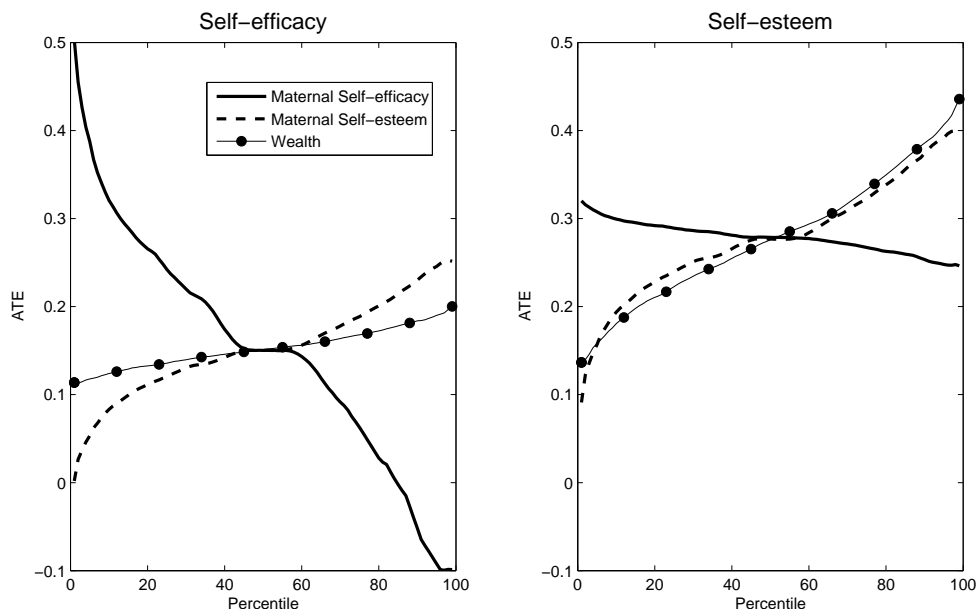 Self−efficacy
0.5
0.4
0.3
0.2
0.1
0
−0.1
ATE
0 20 40 60 80 100
Percentile
Maternal Self−efficacy
Maternal Self−esteem
Wealth
Self−esteem
0.5
0.4
0.3
0.2
0.1
0
−0.1
ATE
0 20 40 60 80 100
Percentile